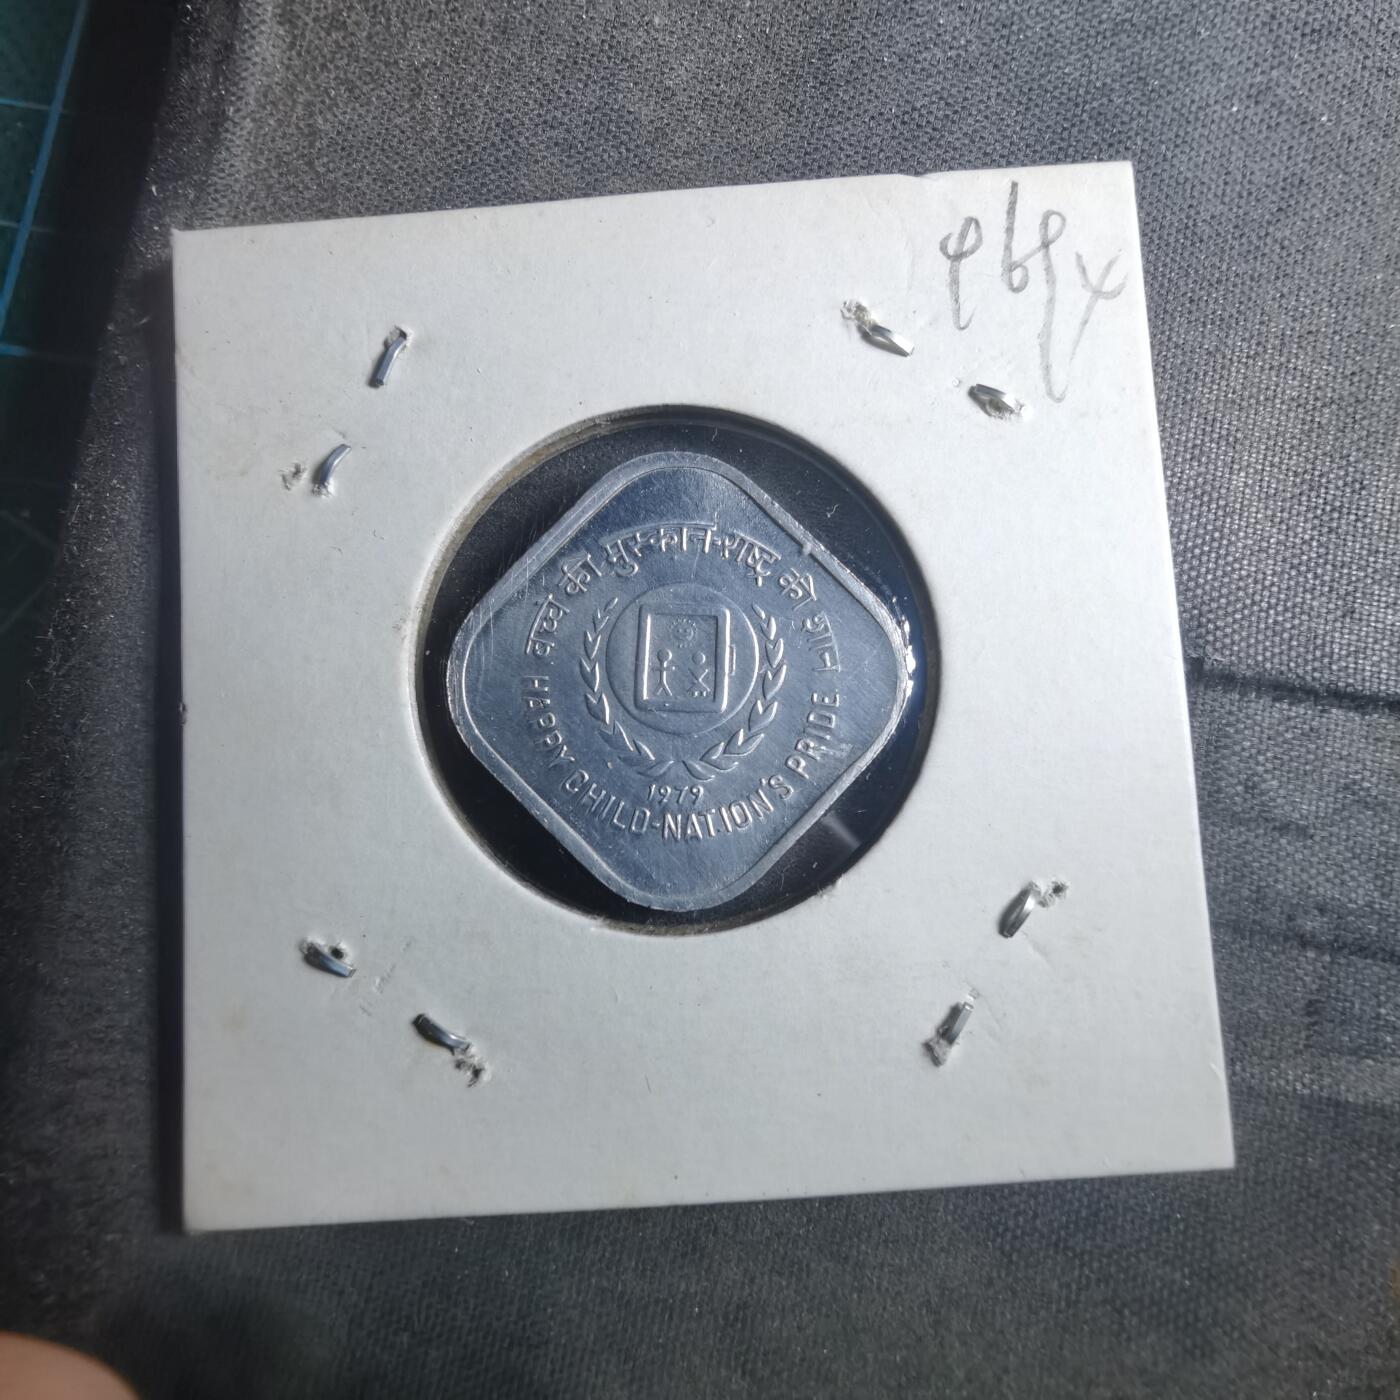 बच्चे की मुस्कान-राष्ट्र की शान
1979
HAPPY CHILD-NATION'S PRIDE